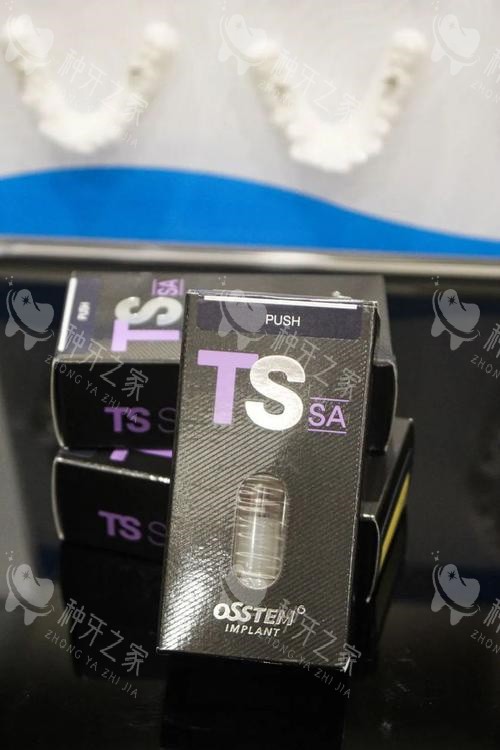 PUSH
TS
SA
OSSTEM
IMPLANT
PUSH
TS
SA
TS S
TS S
种牙之家
ZHONG YA ZHI JIA